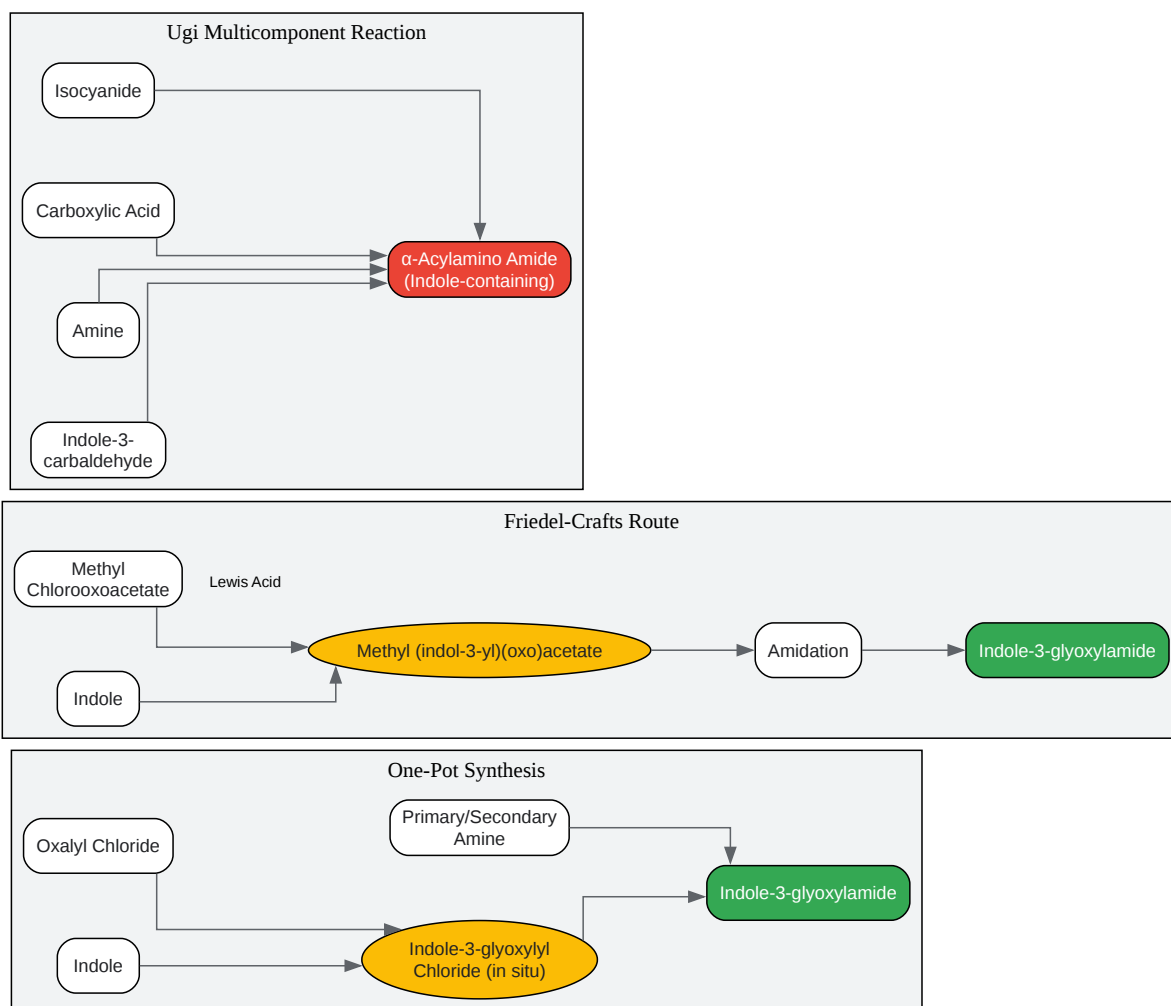 Ugi Multicomponent Reaction
Isocyanide
Carboxylic Acid
α-Acylamino Amide
(Indole-containing)
Amine
Indole-3-
carbaldehyde
Friedel-Crafts Route
Methyl
Chlorooxoacetate
Lewis Acid
Methyl (indol-3-yl)(oxo)acetate
Amidation
Indole-3-glyoxylamide
Indole
One-Pot Synthesis
Primary/Secondary
Amine
Oxalyl Chloride
Indole-3-glyoxylamide
Indole-3-glyoxylyl
Chloride (in situ)
Indole